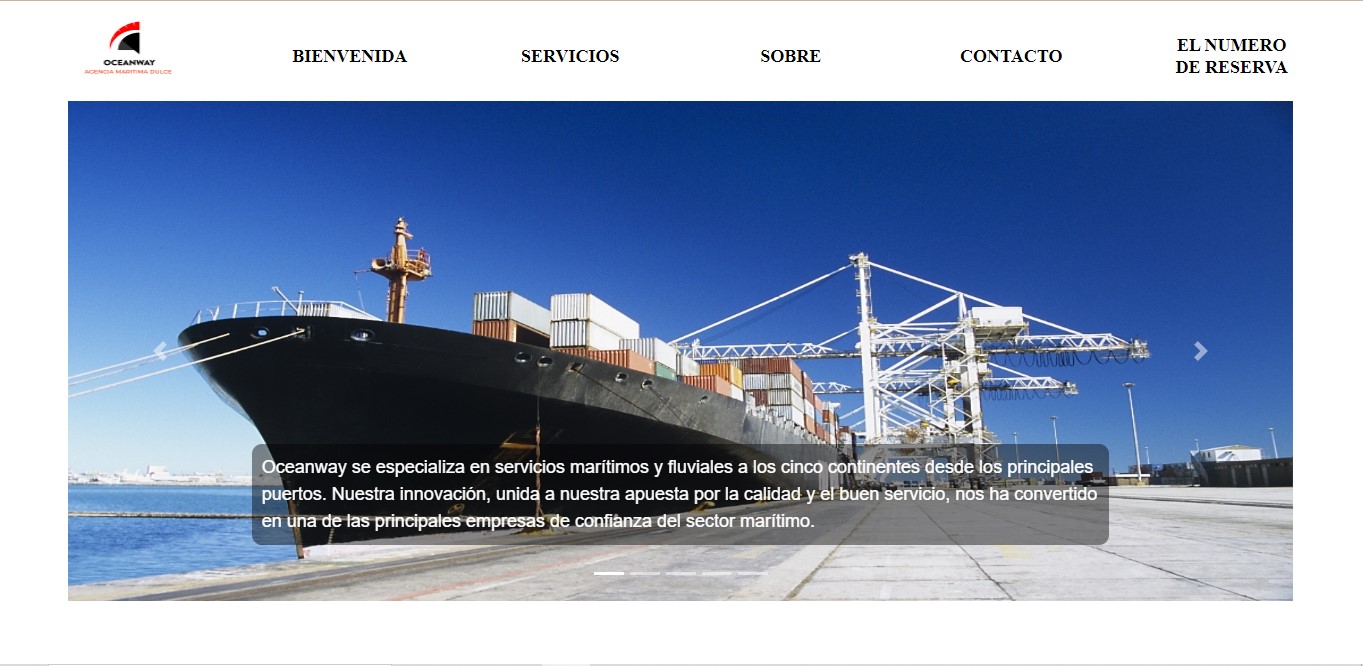 OCEANWAY
AGENCIA MARITIMA DULCE
BIENVENIDA
SERVICIOS
SOBRE
CONTACTO
EL NUMERO
DE RESERVA
Oceanway se especializa en servicios marítimos y fluviales a los cinco continentes desde los principales
puertos. Nuestra innovación, unida a nuestra apuesta por la calidad y el buen servicio, nos ha convertido
en una de las principales empresas de confianza del sector marítimo.